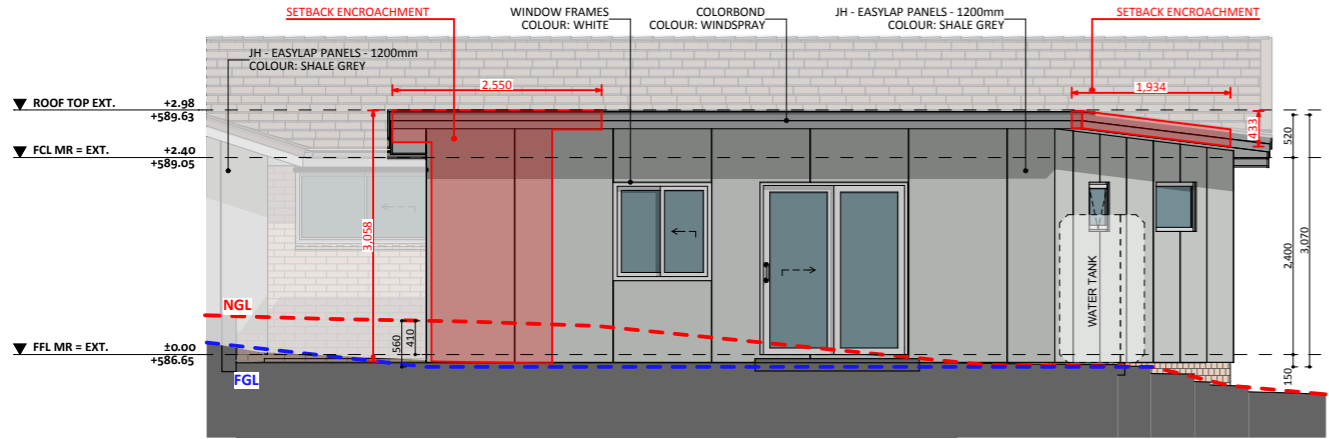 SETBACK ENCROACHMENT
WINDOW FRAMES
COLOUR: WHITE
COLORBOND
COLOUR: WINDSPRAY
JH - EASYLAP PANELS - 1200mm
COLOUR: SHALE GREY
SETBACK ENCROACHMENT
JH - EASYLAP PANELS - 1200mm
COLOUR: SHALE GREY
2,550
1,934
ROOF TOP EXT. +2.98
+589.63
433
520
FCL MR = EXT. +2.40
+589.05
3,058
2,400
3,070
WATER TANK
NGL
560
410
FFL MR = EXT. ±0.00
+586.65
FGL
150